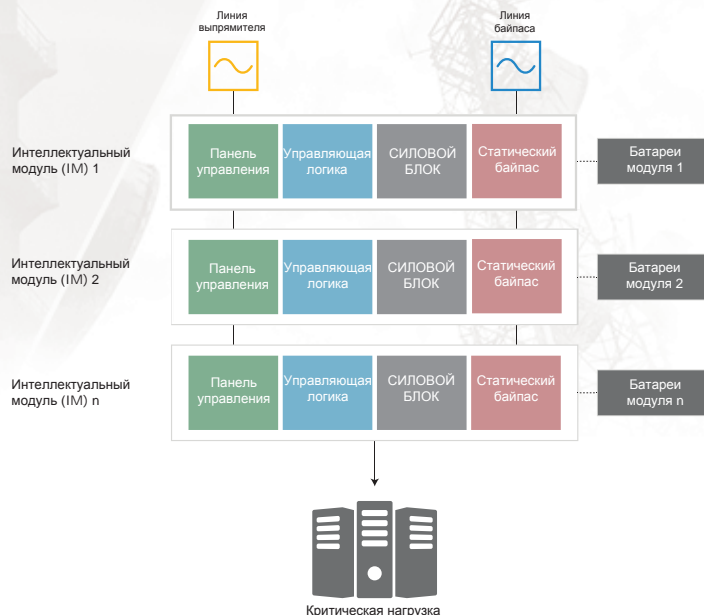 Линия
выпрямителя
Линия
байпаса
Интеллектуальный
модуль (IM) 1
Панель
управления
Управляющая
логика
СИЛОВОЙ
БЛОК
Статический
байпас
Батареи
модуля 1
Интеллектуальный
модуль (IM) 2
Панель
управления
Управляющая
логика
СИЛОВОЙ
БЛОК
Статический
байпас
Батареи
модуля 2
Интеллектуальный
модуль (IM) n
Панель
управления
Управляющая
логика
СИЛОВОЙ
БЛОК
Статический
байпас
Батареи
модуля n
Критическая нагрузка